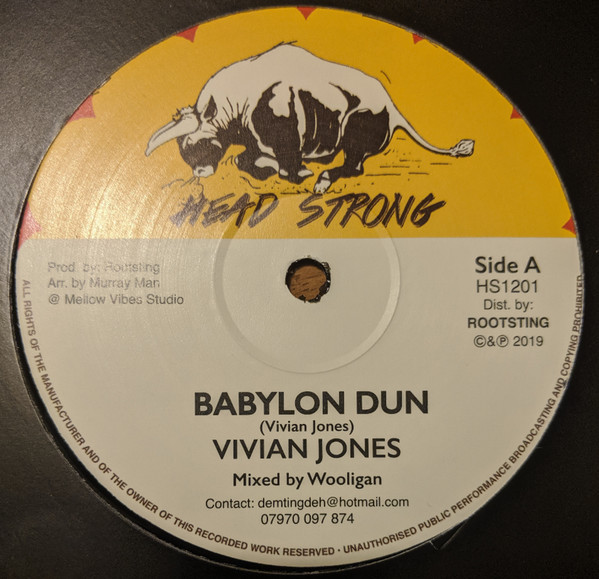 HEAD STRONG
Prod. by: Rootsting
Arr. by Murray Man
@ Mellow Vibes Studio
Side A
HS1201
Dist. by:
ROOTSTING
©&℗ 2019
BABYLON DUN
(Vivian Jones)
VIVIAN JONES
Mixed by Wooligan
Contact: demtingdeh@hotmail.com
07970 097 874
ALL RIGHTS OF THE MANUFACTURER AND OF THE OWNER OF THIS RECORDED WORK RESERVED · UNAUTHORISED PUBLIC PERFORMANCE BROADCASTING AND COPYING PROHIBITED